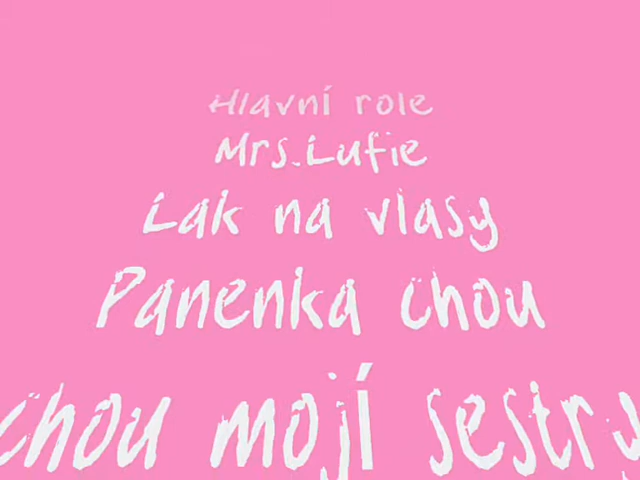 Hlavní role
Mrs.Lufie
Lak na vlasy
Panenka chou
chou mojí sestry